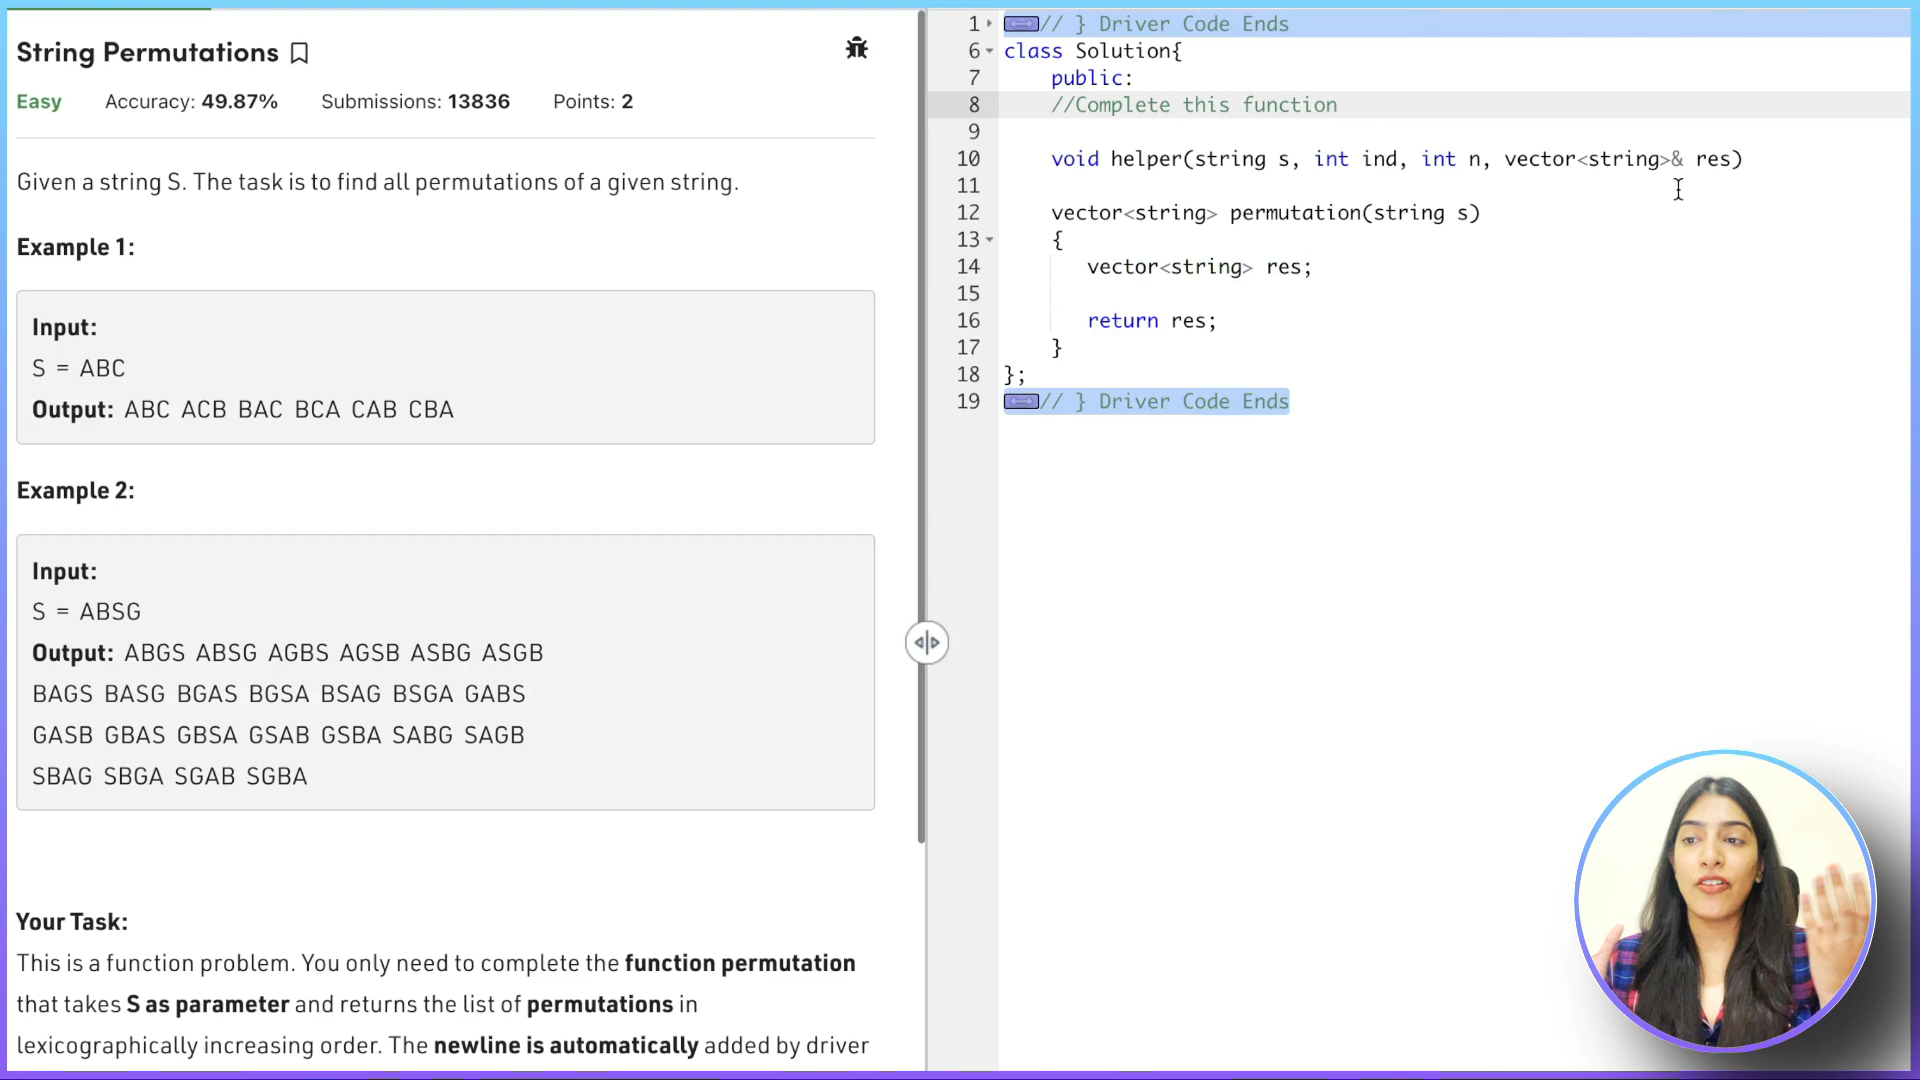 String Permutations
Easy Accuracy: 49.87% Submissions: 13836 Points: 2
Given a string S. The task is to find all permutations of a given string.
Example 1:
Input:
S = ABC
Output: ABC ACB BAC BCA CAB CBA
Example 2:
Input:
S = ABSG
Output: ABGS ABSG AGBS AGSB ASBG ASGB
BAGS BASG BGAS BGSA BSAG BSGA GABS
GASB GBAS GBSA GSAB GSBA SABG SAGB
SBAG SBGA SGAB SGBA
Your Task:
This is a function problem. You only need to complete the function permutation
that takes S as parameter and returns the list of permutations in
lexicographically increasing order. The newline is automatically added by driver
1 // } Driver Code Ends
6 class Solution{
7 public:
8 //Complete this function
9
10 void helper(string s, int ind, int n, vector<string>& res)
11
12 vector<string> permutation(string s)
13 {
14 vector<string> res;
15
16 return res;
17 }
18 };
19 // } Driver Code Ends